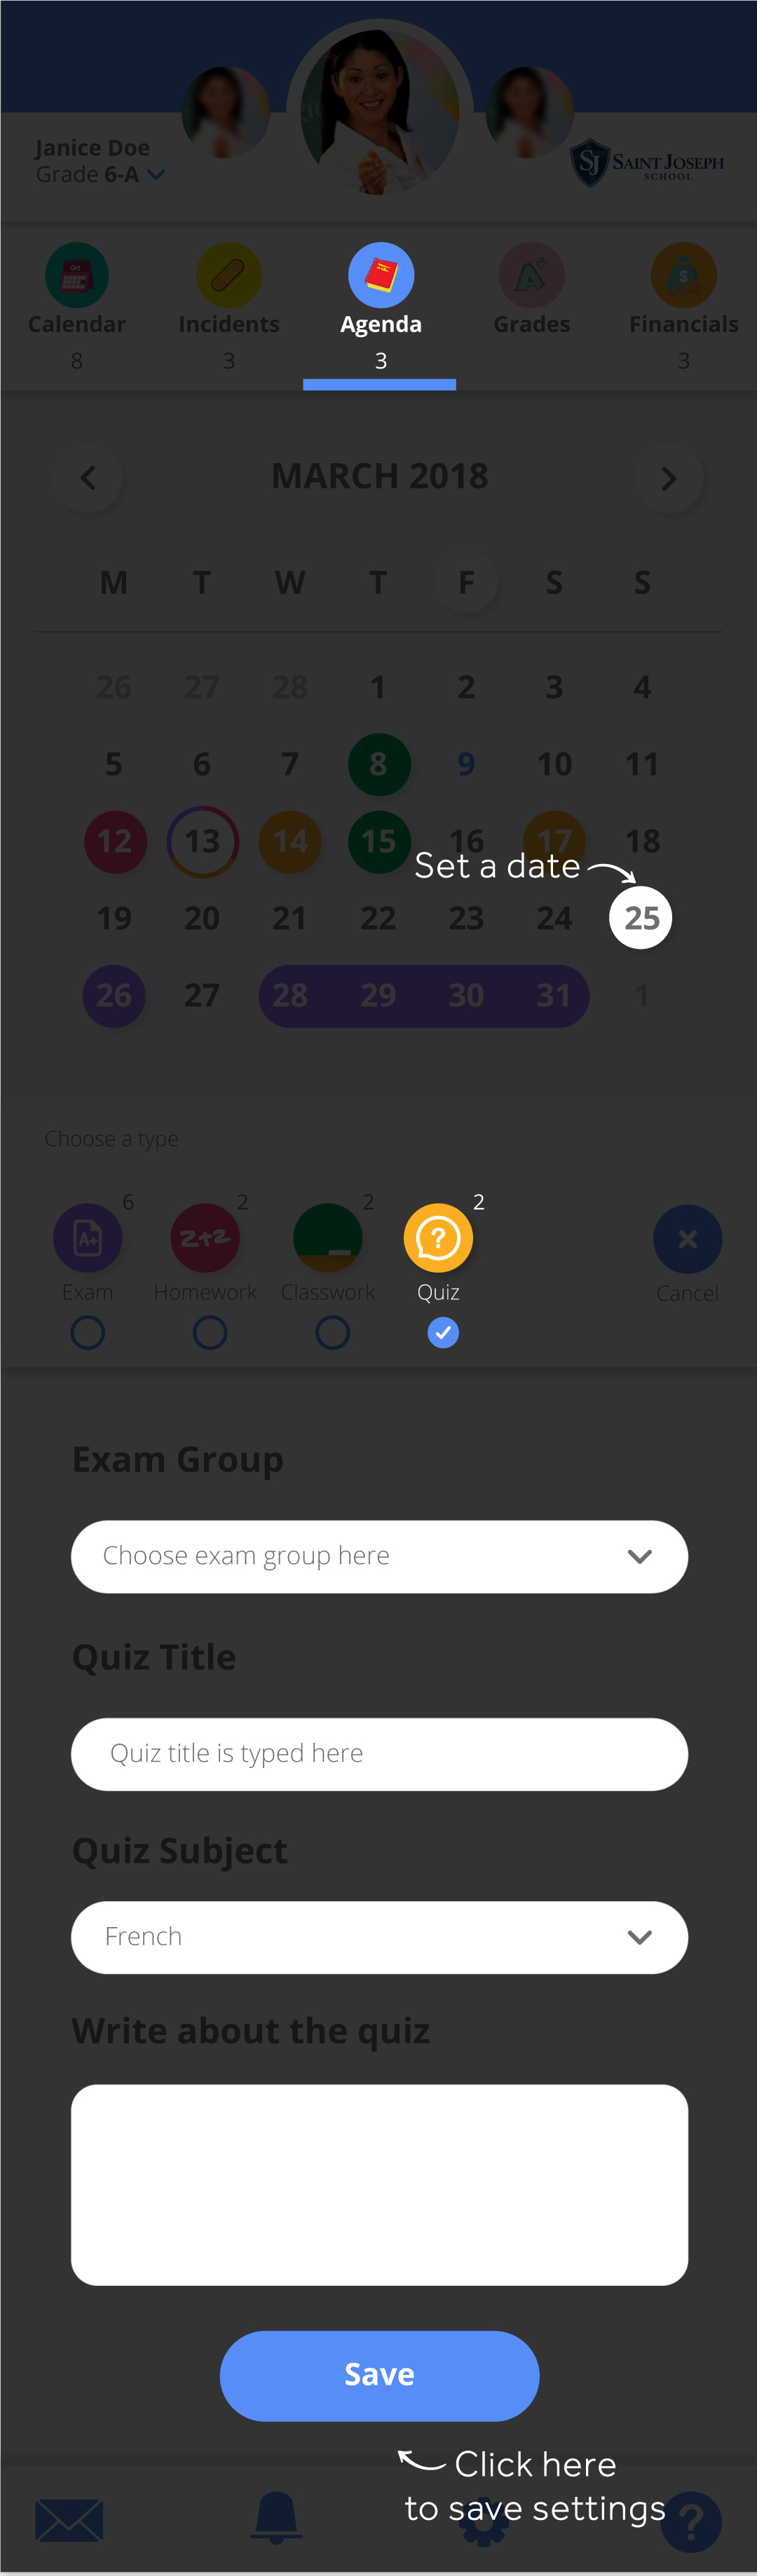 Janice Doe
Grade 6-A
SJ SAINT JOSEPH
SCHOOL
Oct
A+
$
Calendar Incidents Agenda Grades Financials
8 3 3 3
MARCH 2018
M T W T F S S
26 27 28 1 2 3 4
5 6 7 8 9 10 11
12 13 14 15 16 17 18
Set a date
19 20 21 22 23 24 25
26 27 28 29 30 31 1
Choose a type
6 2 2 2
A+ 2+2 ?
Exam Homework Classwork Quiz Cancel
Exam Group
Choose exam group here
Quiz Title
Quiz title is typed here
Quiz Subject
French
Write about the quiz
Save
Click here
to save settings
?